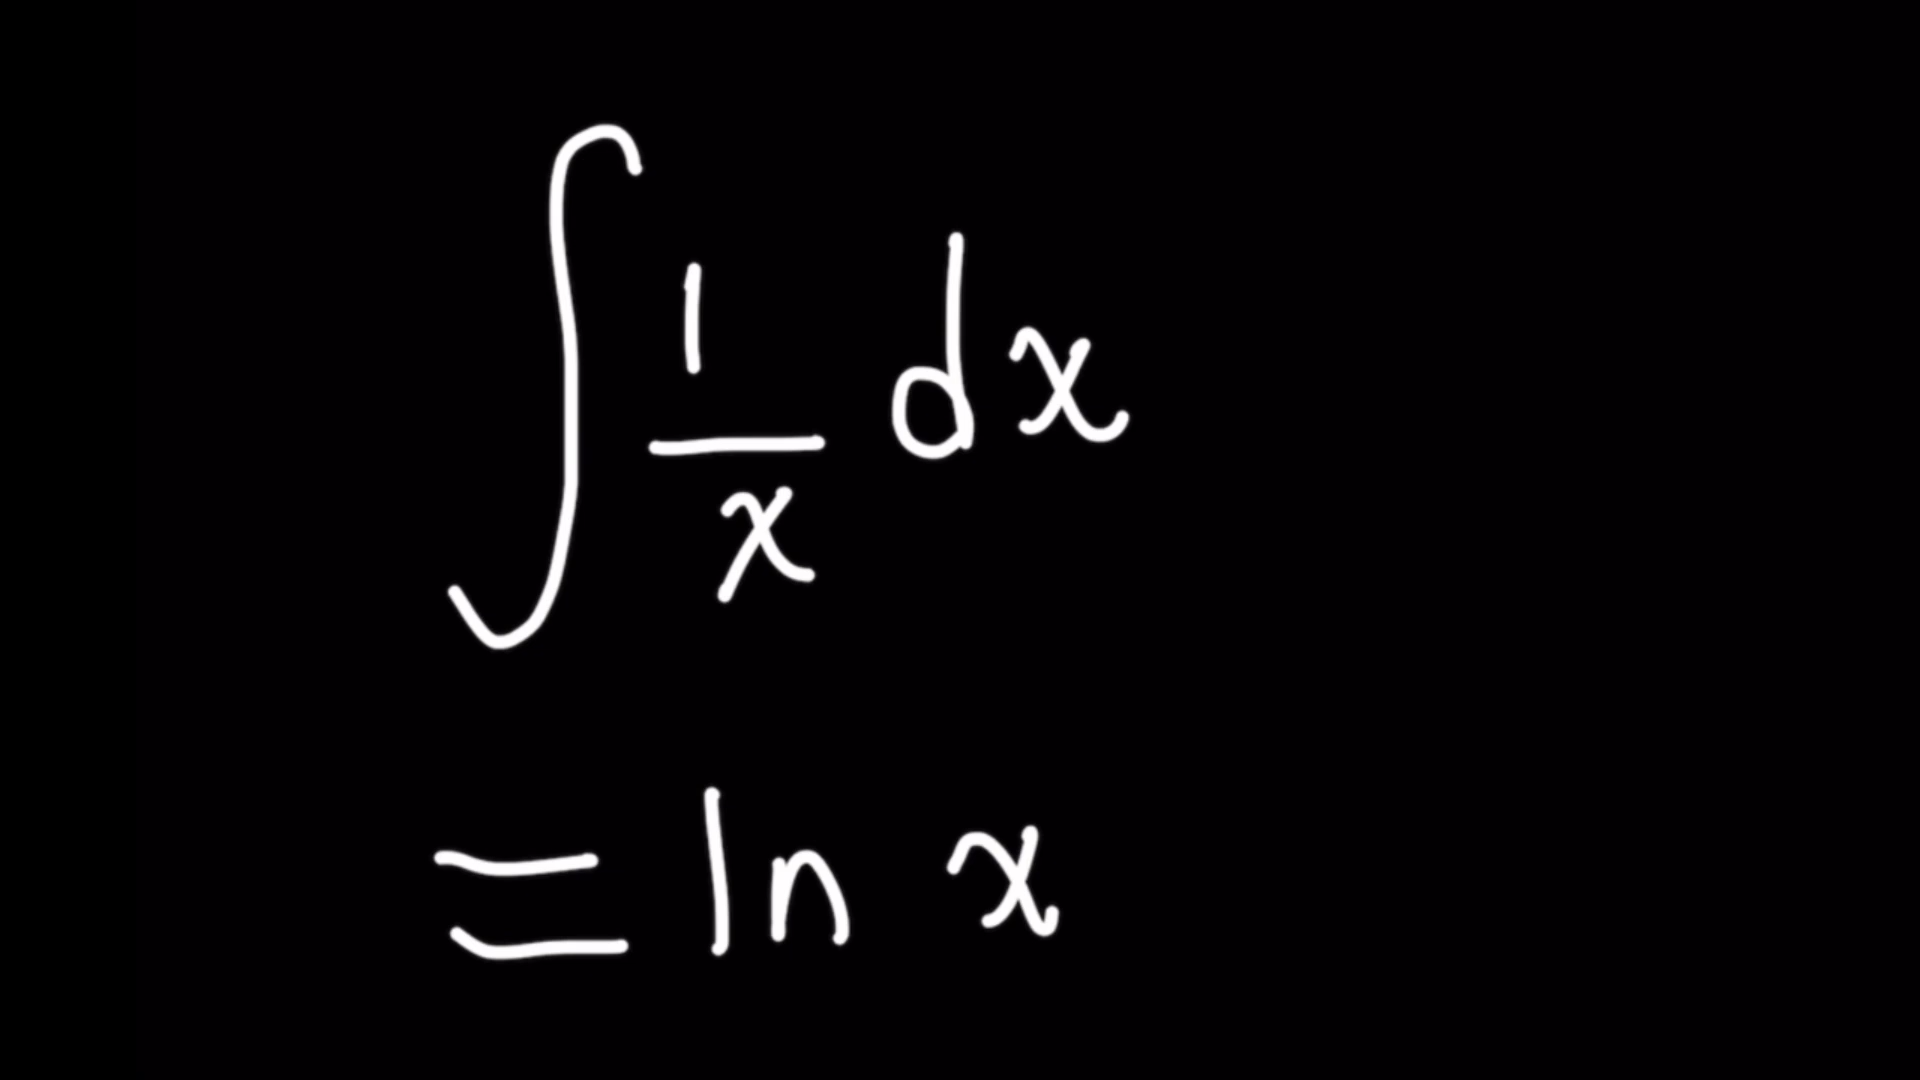 ∫ 1/x dx
= ln x